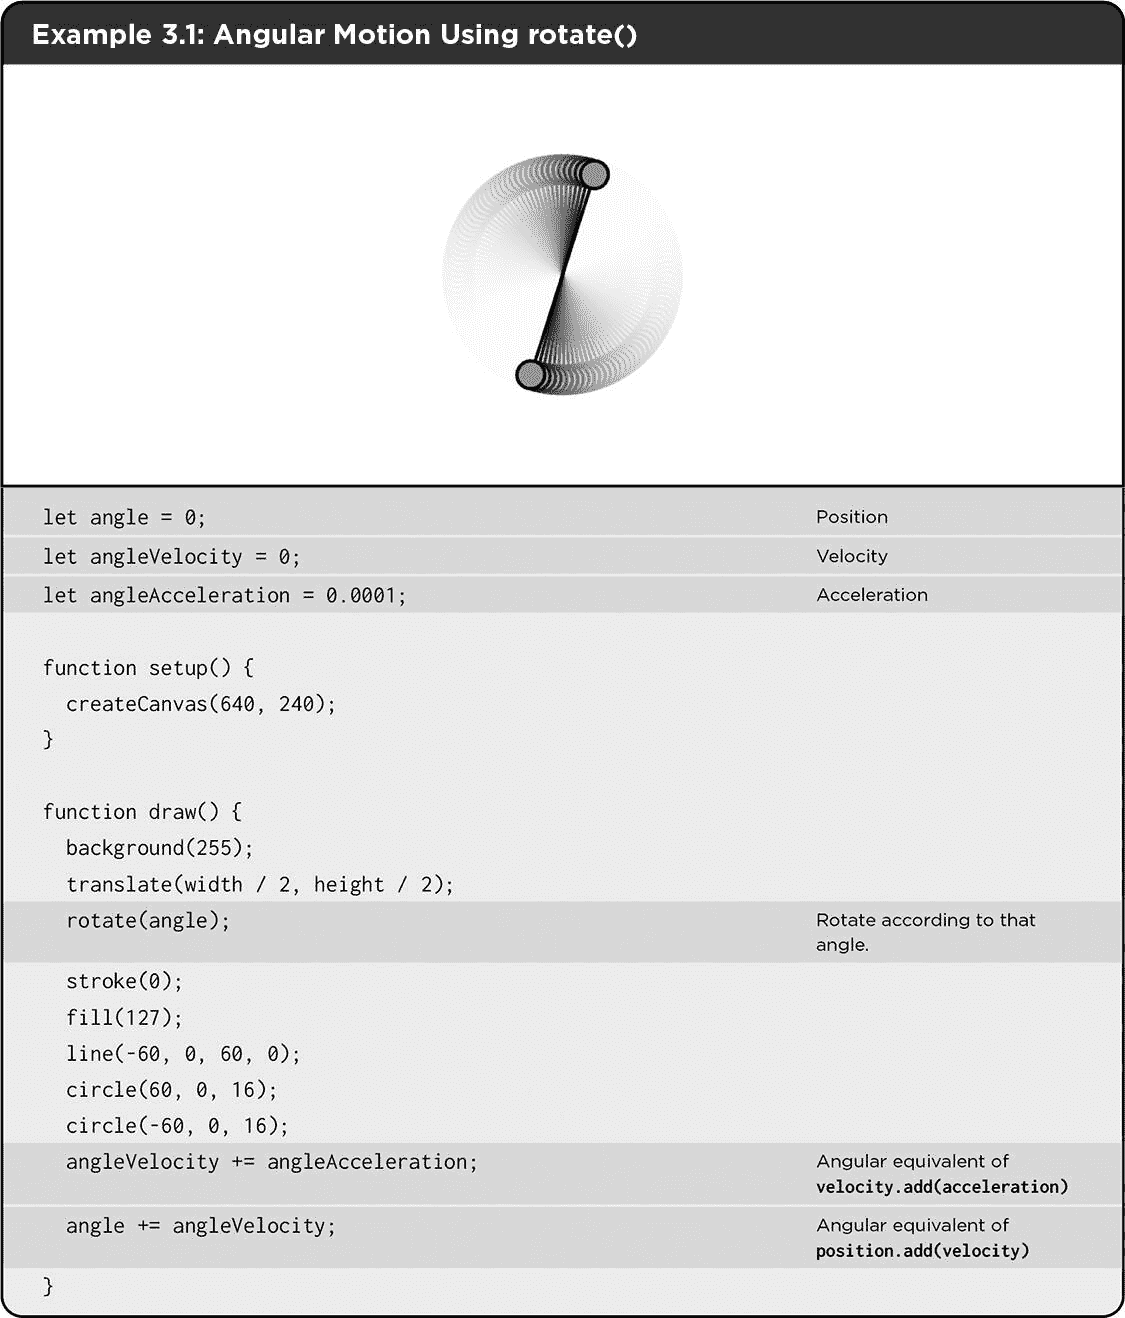 Example 3.1: Angular Motion Using rotate()
let angle = 0; Position
let angleVelocity = 0; Velocity
let angleAcceleration = 0.0001; Acceleration
function setup() {
  createCanvas(640, 240);
}
function draw() {
  background(255);
  translate(width / 2, height / 2);
  rotate(angle); Rotate according to that
angle.
  stroke(0);
  fill(127);
  line(-60, 0, 60, 0);
  circle(60, 0, 16);
  circle(-60, 0, 16);
  angleVelocity += angleAcceleration; Angular equivalent of
velocity.add(acceleration)
  angle += angleVelocity; Angular equivalent of
position.add(velocity)
}